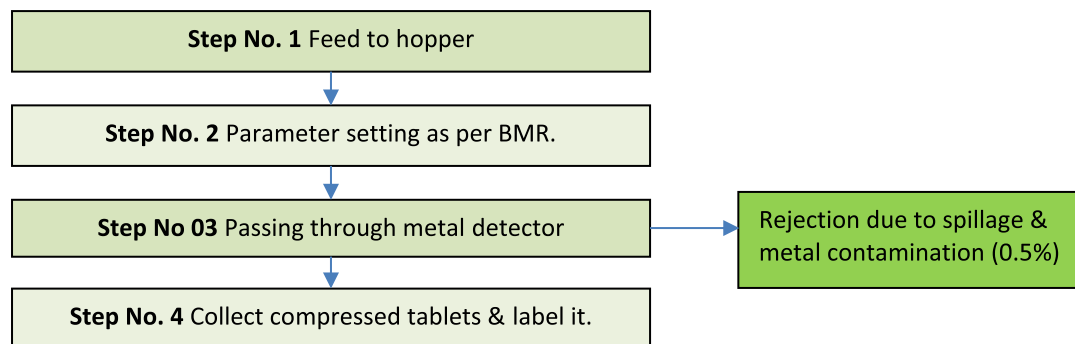 Step No. 1 Feed to hopper
Step No. 2 Parameter setting as per BMR.
Step No 03 Passing through metal detector
Rejection due to spillage &
metal contamination (0.5%)
Step No. 4 Collect compressed tablets & label it.